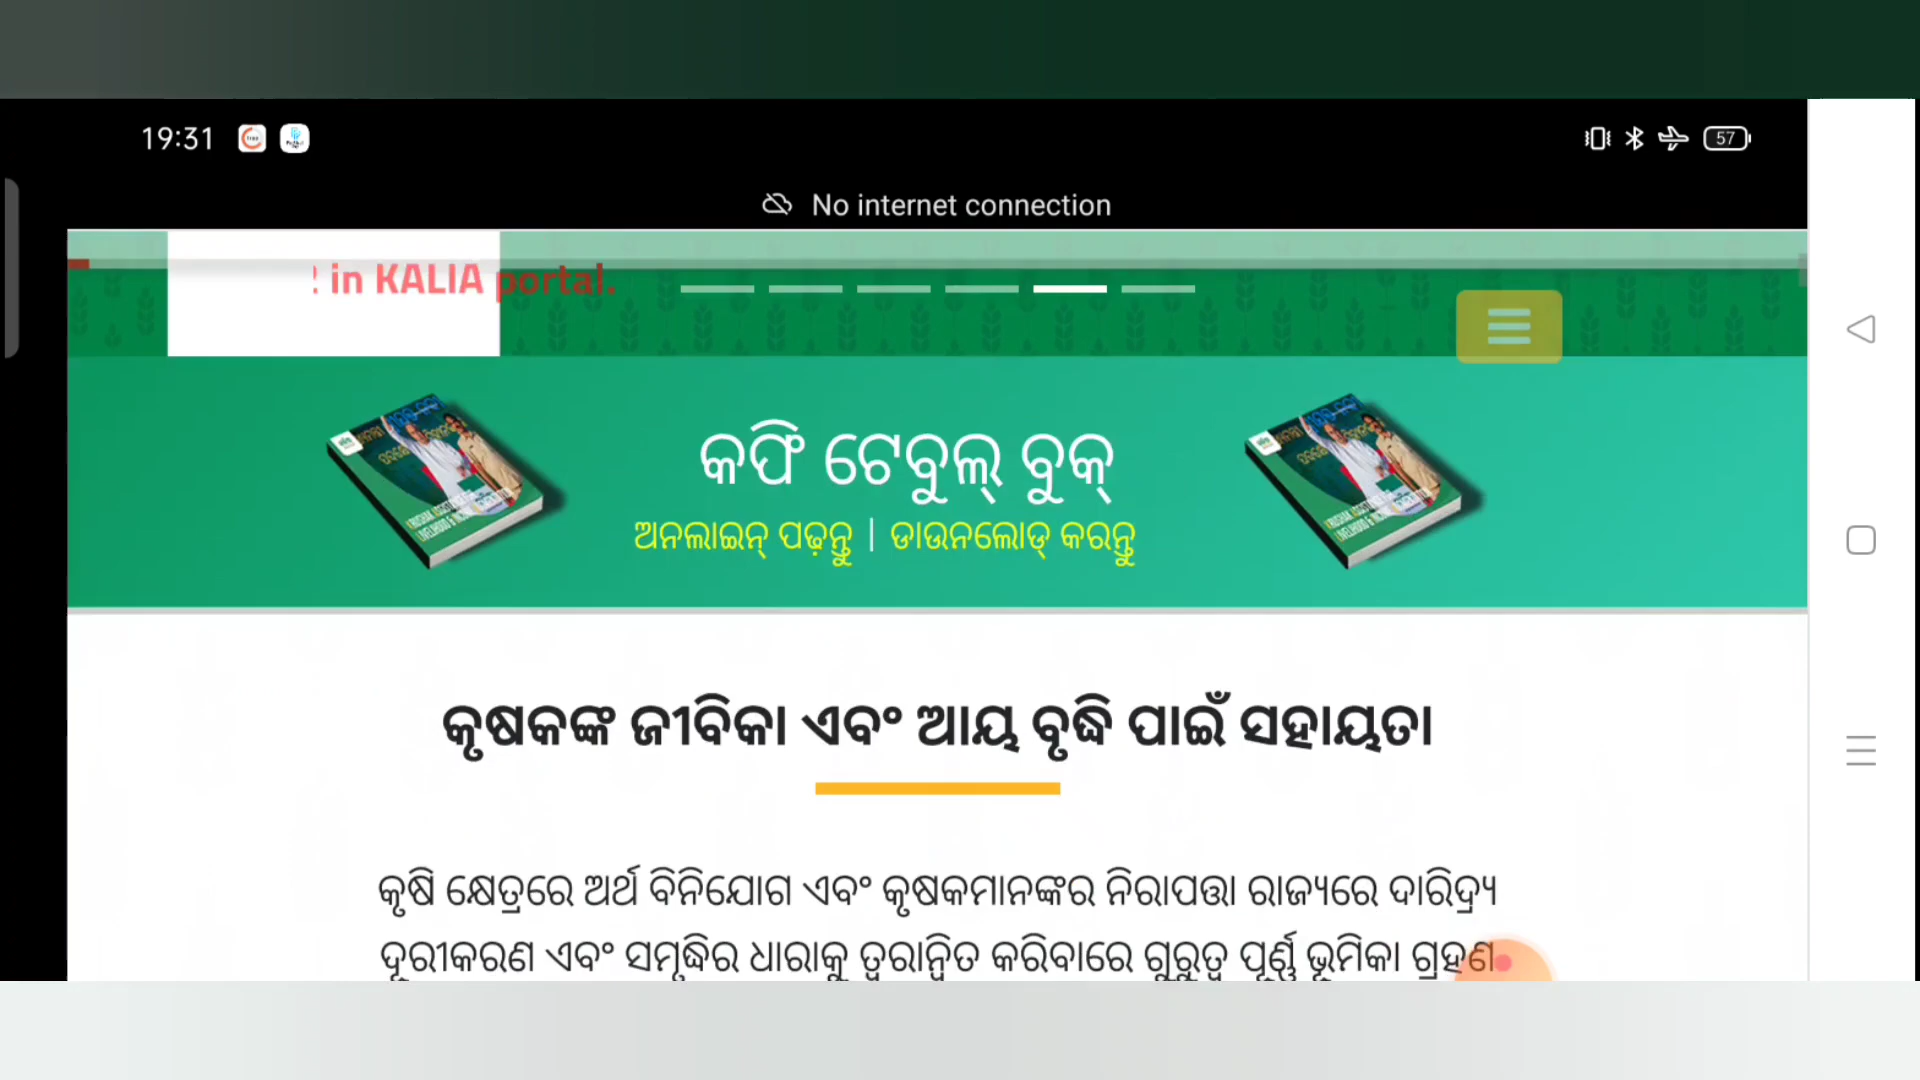 19:31
57
No internet connection
in KALIA portal.
କଫି ଟେବୁଲ୍ ବୁକ୍
ଅନଲାଇନ୍ ପଢ଼ନ୍ତୁ | ଡାଉନଲୋଡ୍ କରନ୍ତୁ
କୃଷକଙ୍କ ଜୀବିକା ଏବଂ ଆୟ ବୃଦ୍ଧି ପାଇଁ ସହାୟତା
କୃଷି କ୍ଷେତ୍ରରେ ଅର୍ଥ ବିନିଯୋଗ ଏବଂ କୃଷକମାନଙ୍କର ନିରାପତ୍ତା ରାଜ୍ୟରେ ଦାରିଦ୍ର୍ୟ
ଦୂରୀକରଣ ଏବଂ ସମୃଦ୍ଧିର ଧାରାକୁ ତ୍ୱରାନ୍ୱିତ କରିବାରେ ଗୁରୁତ୍ୱ ପୂର୍ଣ୍ଣ ଭୂମିକା ଗ୍ରହଣ